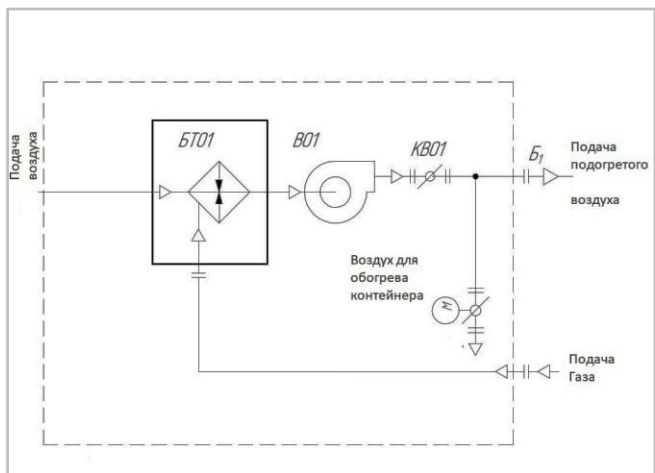 Подача
воздуха
БТ01
В01
КВ01
Б₁
Подача
подогретого
воздуха
Воздух для
обогрева
контейнера
М
Подача
Газа